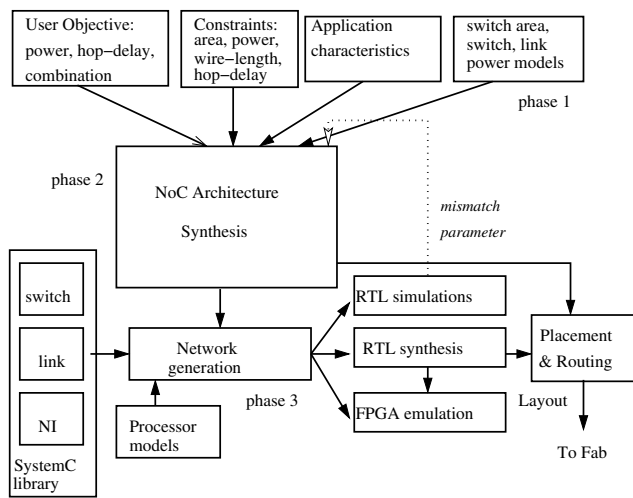 User Objective:
power, hop-delay,
combination
Constraints:
area, power,
wire-length,
hop-delay
Application
characteristics
switch area,
switch, link
power models
phase 1
phase 2
NoC Architecture
Synthesis
mismatch
parameter
switch
link
NI
SystemC
library
Network
generation
Processor
models
phase 3
RTL simulations
RTL synthesis
FPGA emulation
Placement
& Routing
Layout
To Fab